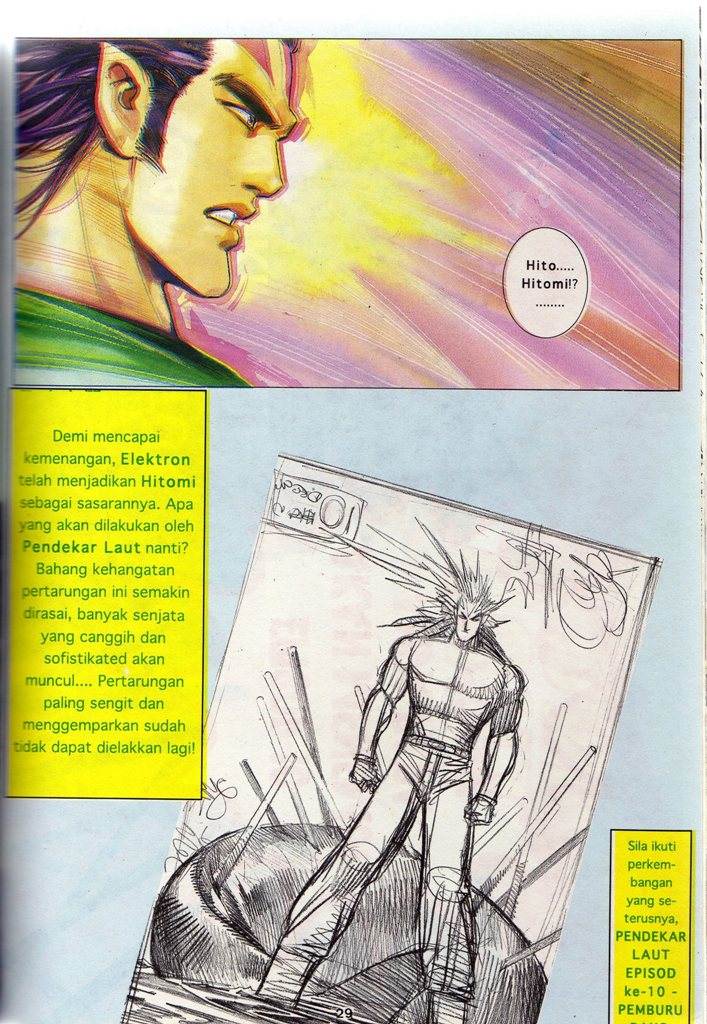 Hito.....
Hitomi!?
........
Demi mencapai
kemenangan, Elektron
telah menjadikan Hitomi
sebagai sasarannya. Apa
yang akan dilakukan oleh
Pendekar Laut nanti?
Bahang kehangatan
pertarungan ini semakin
dirasai, banyak senjata
yang canggih dan
sofistikated akan
muncul.... Pertarungan
paling sengit dan
menggemparkan sudah
tidak dapat dielakkan lagi!
10
Sila ikuti
perkem-
bangan
yang se-
terusnya,
PENDEKAR
LAUT
EPISOD
ke-10 -
PEMBURU
29